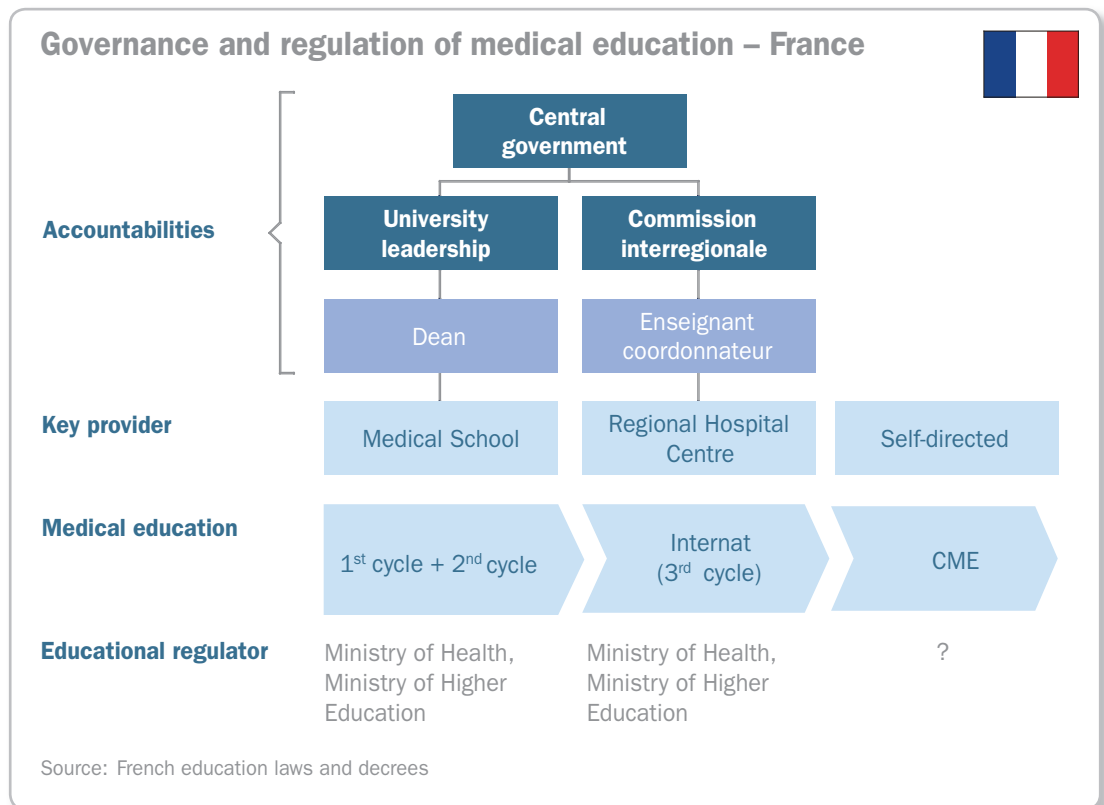 Governance and regulation of medical education – France
Central
government
Accountabilities
University
leadership
Commission
interregionale
Dean
Enseignant
coordonnateur
Key provider
Medical School
Regional Hospital
Centre
Self-directed
Medical education
1st cycle + 2nd cycle
Internat
(3rd cycle)
CME
Educational regulator
Ministry of Health,
Ministry of Higher
Education
Ministry of Health,
Ministry of Higher
Education
?
Source: French education laws and decrees